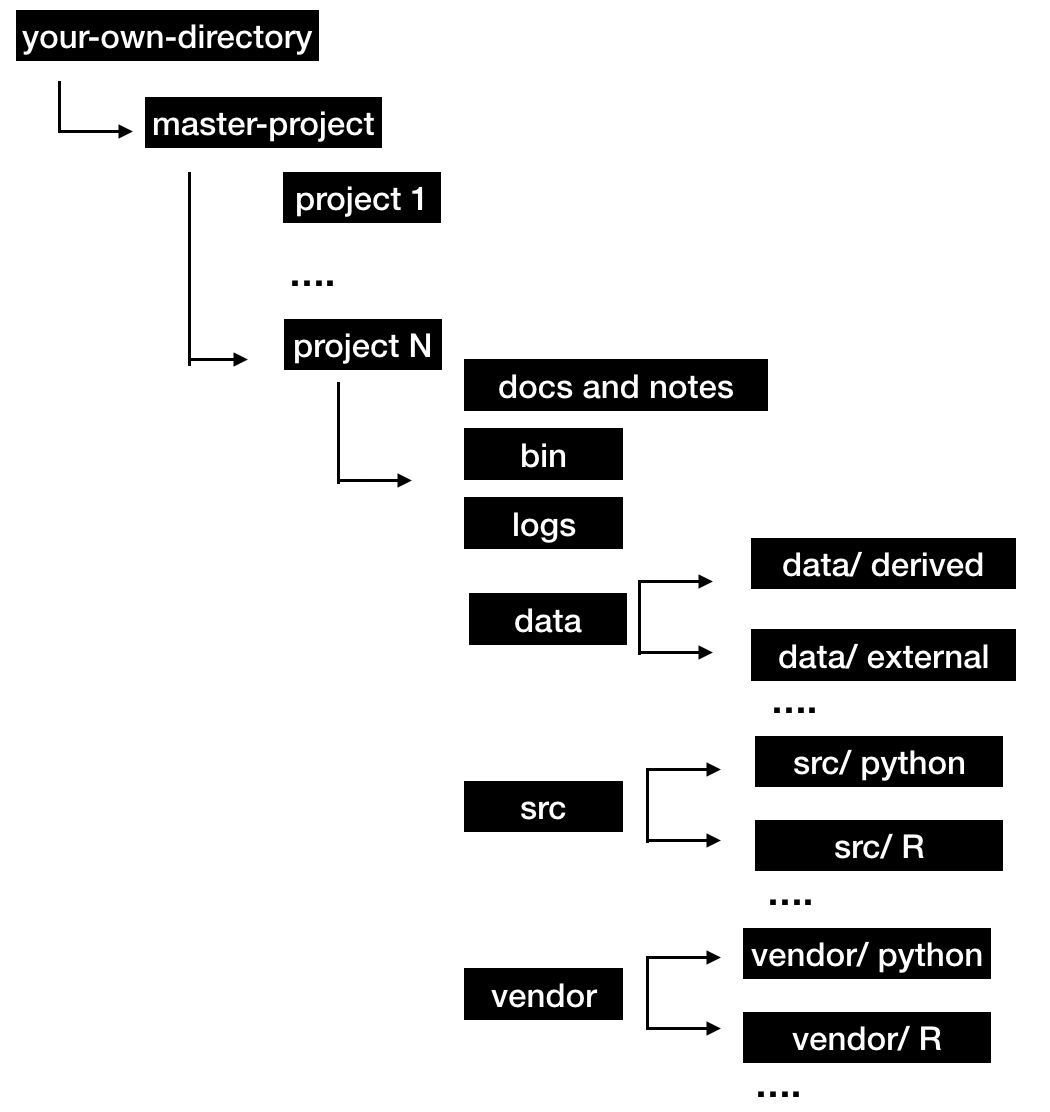 your-own-directory
master-project
project 1
....
project N
docs and notes
bin
logs
data
data/ derived
data/ external
....
src
src/ python
src/ R
....
vendor
vendor/ python
vendor/ R
....